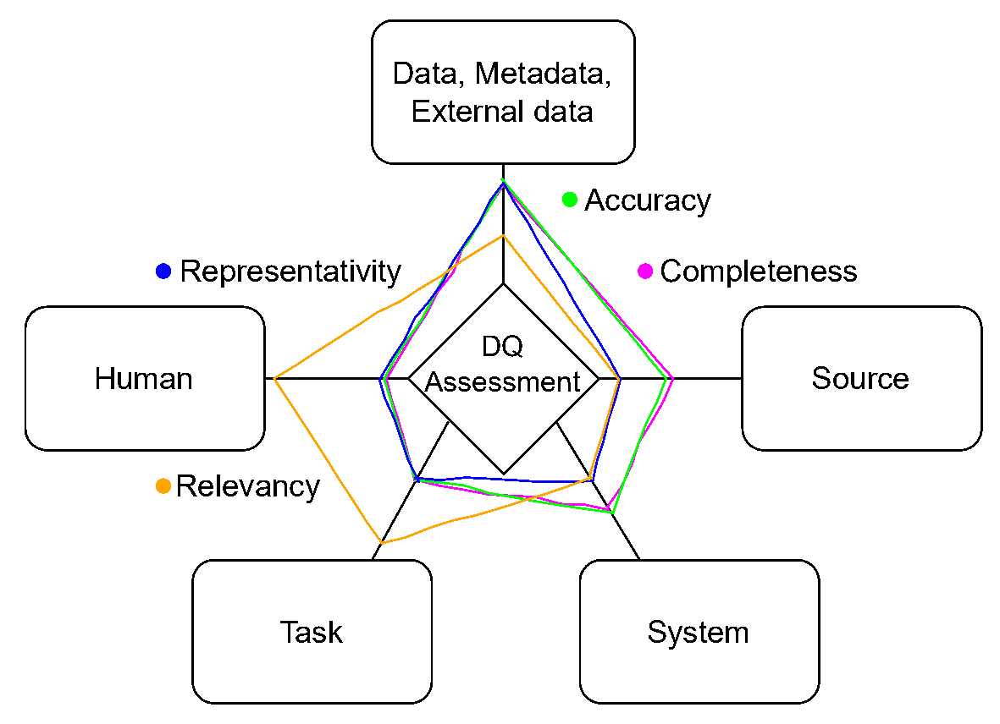 Data, Metadata,
External data
Accuracy
Representativity
Completeness
DQ
Assessment
Human
Source
Relevancy
Task
System